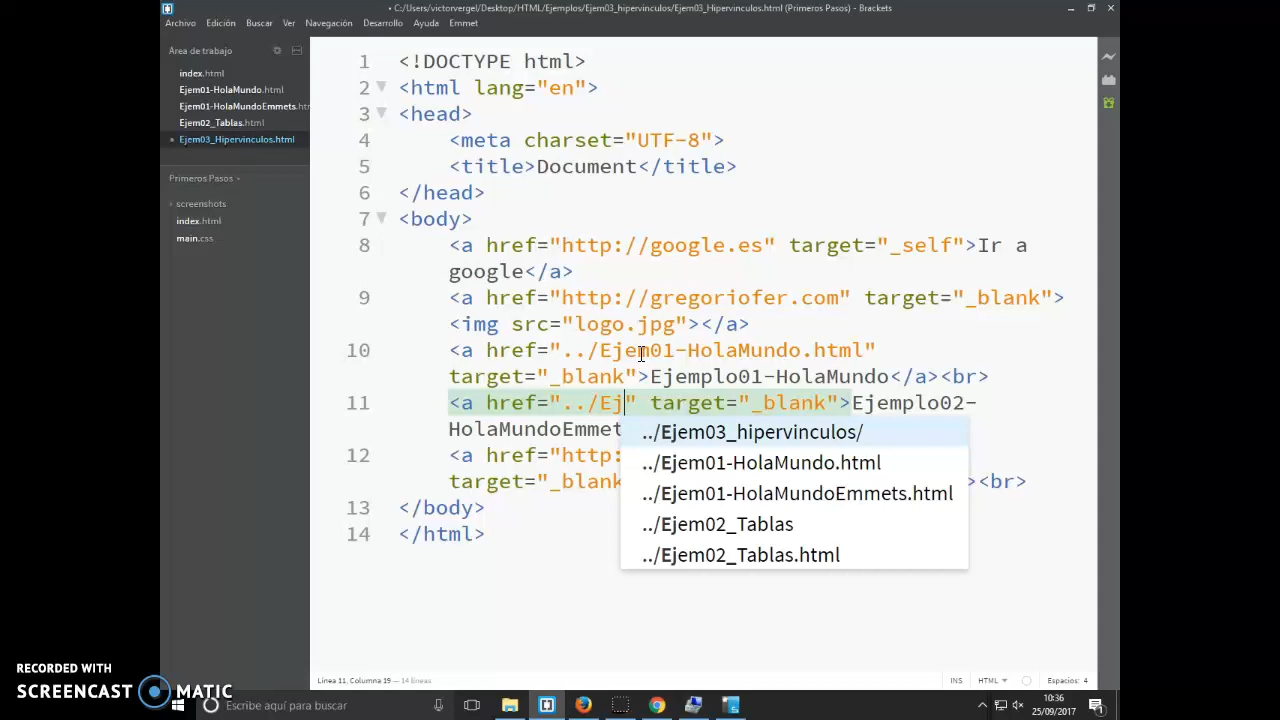 • C:/Users/victorvergel/Desktop/HTML/Ejemplos/Ejem03_hipervinculos/Ejem03_Hipervinculos.html (Primeros Pasos) - Brackets
Archivo Edición Buscar Ver Navegación Desarrollo Ayuda Emmet
Área de trabajo
index.html
Ejem01-HolaMundo.html
Ejem01-HolaMundoEmmets.htm
Ejem02_Tablas.html
Ejem03_Hipervinculos.html
Primeros Pasos
screenshots
index.html
main.css
1 <!DOCTYPE html>
2 <html lang="en">
3 <head>
4 <meta charset="UTF-8">
5 <title>Document</title>
6 </head>
7 <body>
8 <a href="http://google.es" target="_self">Ir a
google</a>
9 <a href="http://gregoriofer.com" target="_blank">
<img src="logo.jpg"></a>
10 <a href="../Ejem01-HolaMundo.html"
target="_blank">Ejemplo01-HolaMundo</a><br>
11 <a href="../Ej" target="_blank">Ejemplo02-
HolaMundoEmmet
12 <a href="http:
target="_blank ><br>
13 </body>
14 </html>
../Ejem03_hipervinculos/
../Ejem01-HolaMundo.html
../Ejem01-HolaMundoEmmets.html
../Ejem02_Tablas
../Ejem02_Tablas.html
Línea 11, Columna 19 — 14 líneas
INS HTML Espacios: 4
RECORDED WITH
SCREENCAST MATIC
Escribe aquí para buscar
10:36
25/09/2017
1